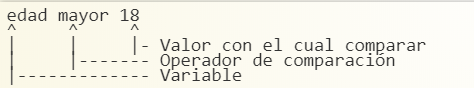 edad mayor 18
^ ^ ^
| | |- Valor con el cual comparar
| |------- Operador de comparación
|------------- Variable